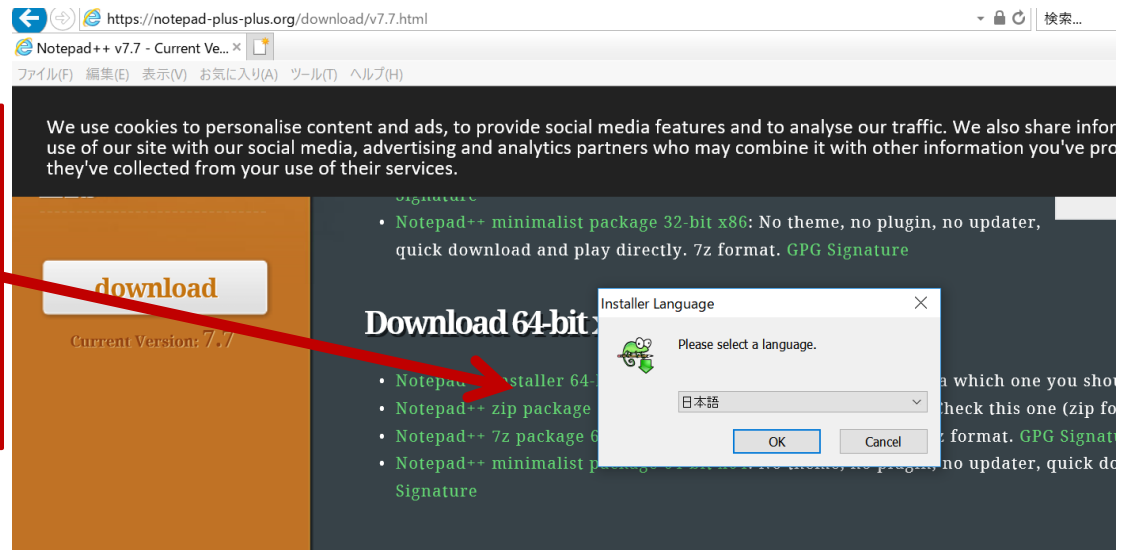 https://notepad-plus-plus.org/download/v7.7.html
検索...
Notepad++ v7.7 - Current Ve...
ファイル(F) 編集(E) 表示(V) お気に入り(A) ツール(T) ヘルプ(H)
We use cookies to personalise content and ads, to provide social media features and to analyse our traffic. We also share infor
use of our site with our social media, advertising and analytics partners who may combine it with other information you've pro
they've collected from your use of their services.
Signature
• Notepad++ minimalist package 32-bit x86: No theme, no plugin, no updater,
quick download and play directly. 7z format. GPG Signature
download
Current Version: 7.7
Download 64-bit
Installer Language
Please select a language.
日本語
OK Cancel
• Notepad staller 64- a which one you shou
• Notepad++ zip package heck this one (zip fo
• Notepad++ 7z package 6 format. GPG Signat
• Notepad++ minimalist no updater, quick do
Signature